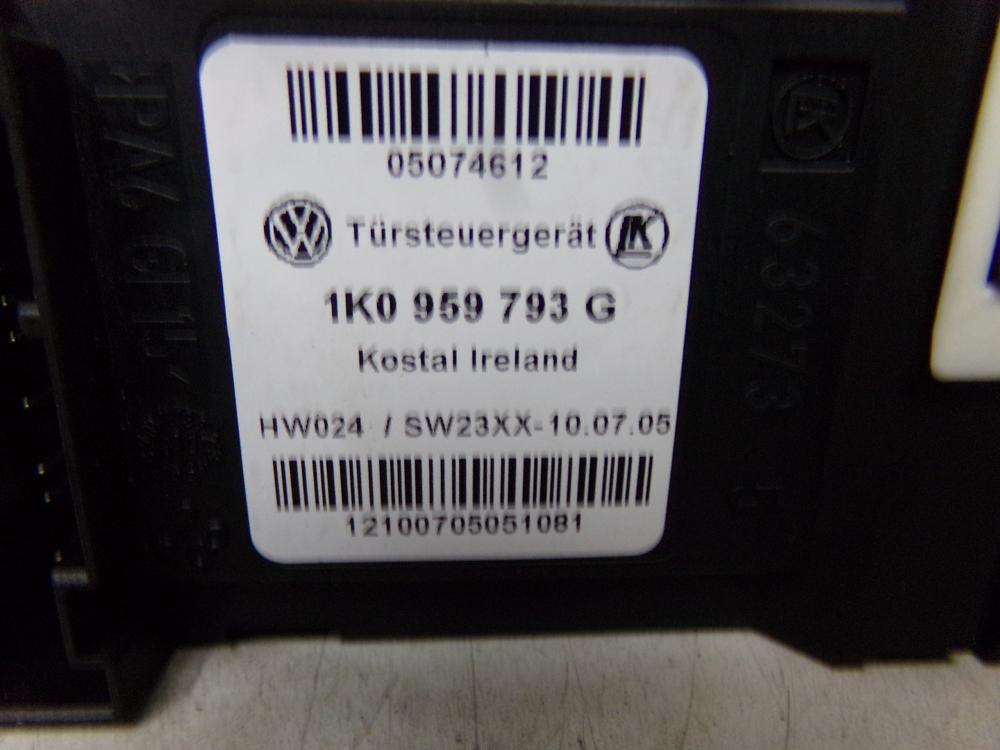 05074612
Türsteuergerät
1K0 959 793 G
Kostal Ireland
HW024 / SW23XX-10.07.05
12100705051081
63273